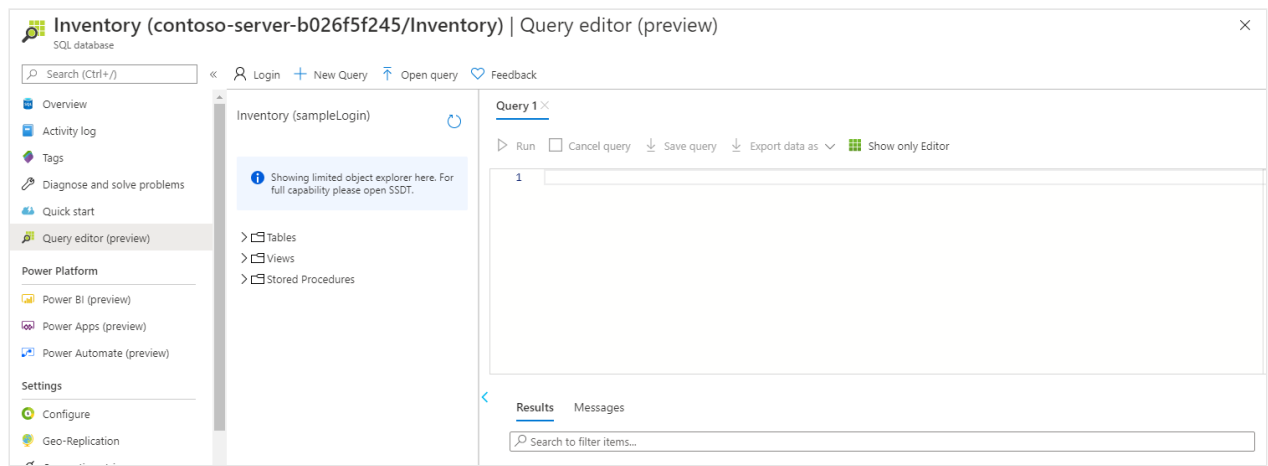 Inventory (contoso-server-b026f5f245/Inventory) | Query editor (preview)
SQL database
Search (Ctrl+/)
Login
New Query
Open query
Feedback
Overview
Activity log
Tags
Diagnose and solve problems
Quick start
Query editor (preview)
Power Platform
Power BI (preview)
Power Apps (preview)
Power Automate (preview)
Settings
Configure
Geo-Replication
Inventory (sampleLogin)
Showing limited object explorer here. For
full capability please open SSDT.
Tables
Views
Stored Procedures
Query 1
Run
Cancel query
Save query
Export data as
Show only Editor
1
Results
Messages
Search to filter items...